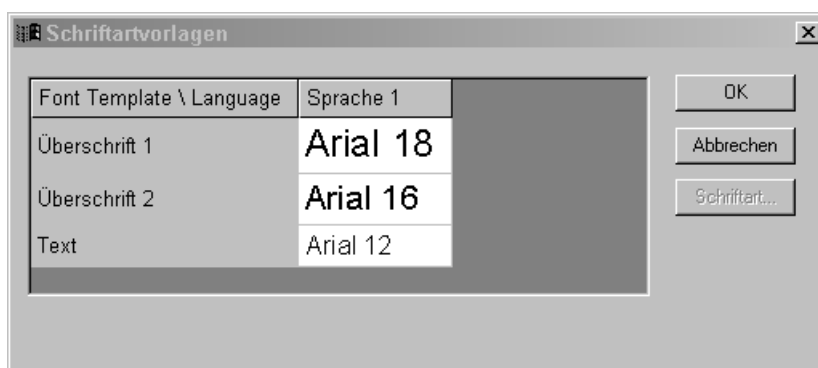 Schriftartvorlagen
Font Template \ Language Sprache 1 OK
Überschrift 1 Arial 18 Abbrechen
Überschrift 2 Arial 16 Schriftart...
Text Arial 12